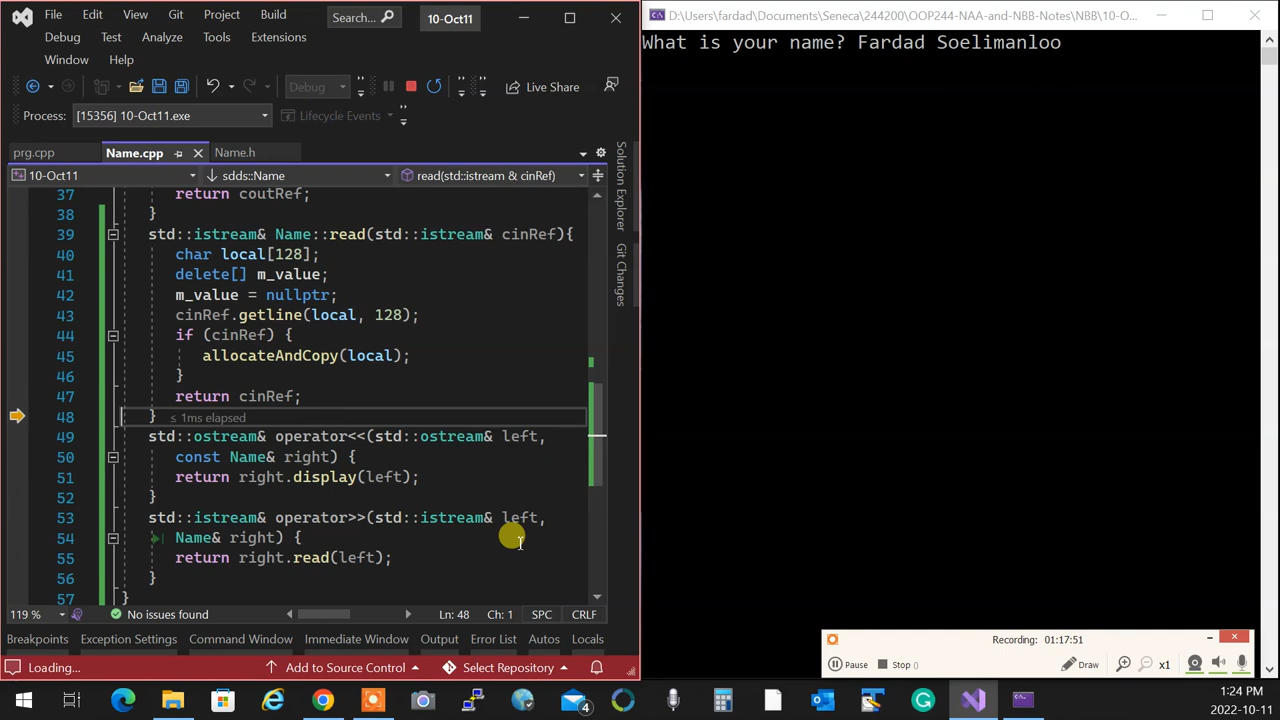 File Edit View Git Project Build Search... 10-Oct11
Debug Test Analyze Tools Extensions
Window Help
Debug Live Share
Process: [15356] 10-Oct11.exe Lifecycle Events
prg.cpp Name.cpp Name.h
10-Oct11 sdds::Name read(std::istream & cinRef)
37 return coutRef;
38 }
39 std::istream& Name::read(std::istream& cinRef){
40 char local[128];
41 delete[] m_value;
42 m_value = nullptr;
43 cinRef.getline(local, 128);
44 if (cinRef) {
45 allocateAndCopy(local);
46 }
47 return cinRef;
48 } ≤ 1ms elapsed
49 std::ostream& operator<<(std::ostream& left,
50 const Name& right) {
51 return right.display(left);
52 }
53 std::istream& operator>>(std::istream& left,
54 Name& right) {
55 return right.read(left);
56 }
57 }
119 % No issues found Ln: 48 Ch: 1 SPC CRLF
Breakpoints Exception Settings Command Window Immediate Window Output Error List Autos Locals
Loading... Add to Source Control Select Repository
Solution Explorer
Git Changes
D:\Users\fardad\Documents\Seneca\244200\OOP244-NAA-and-NBB-Notes\NBB\10-O...
What is your name? Fardad Soelimanloo
Recording: 01:17:51
Pause Stop Draw x1
4
1:24 PM
2022-10-11